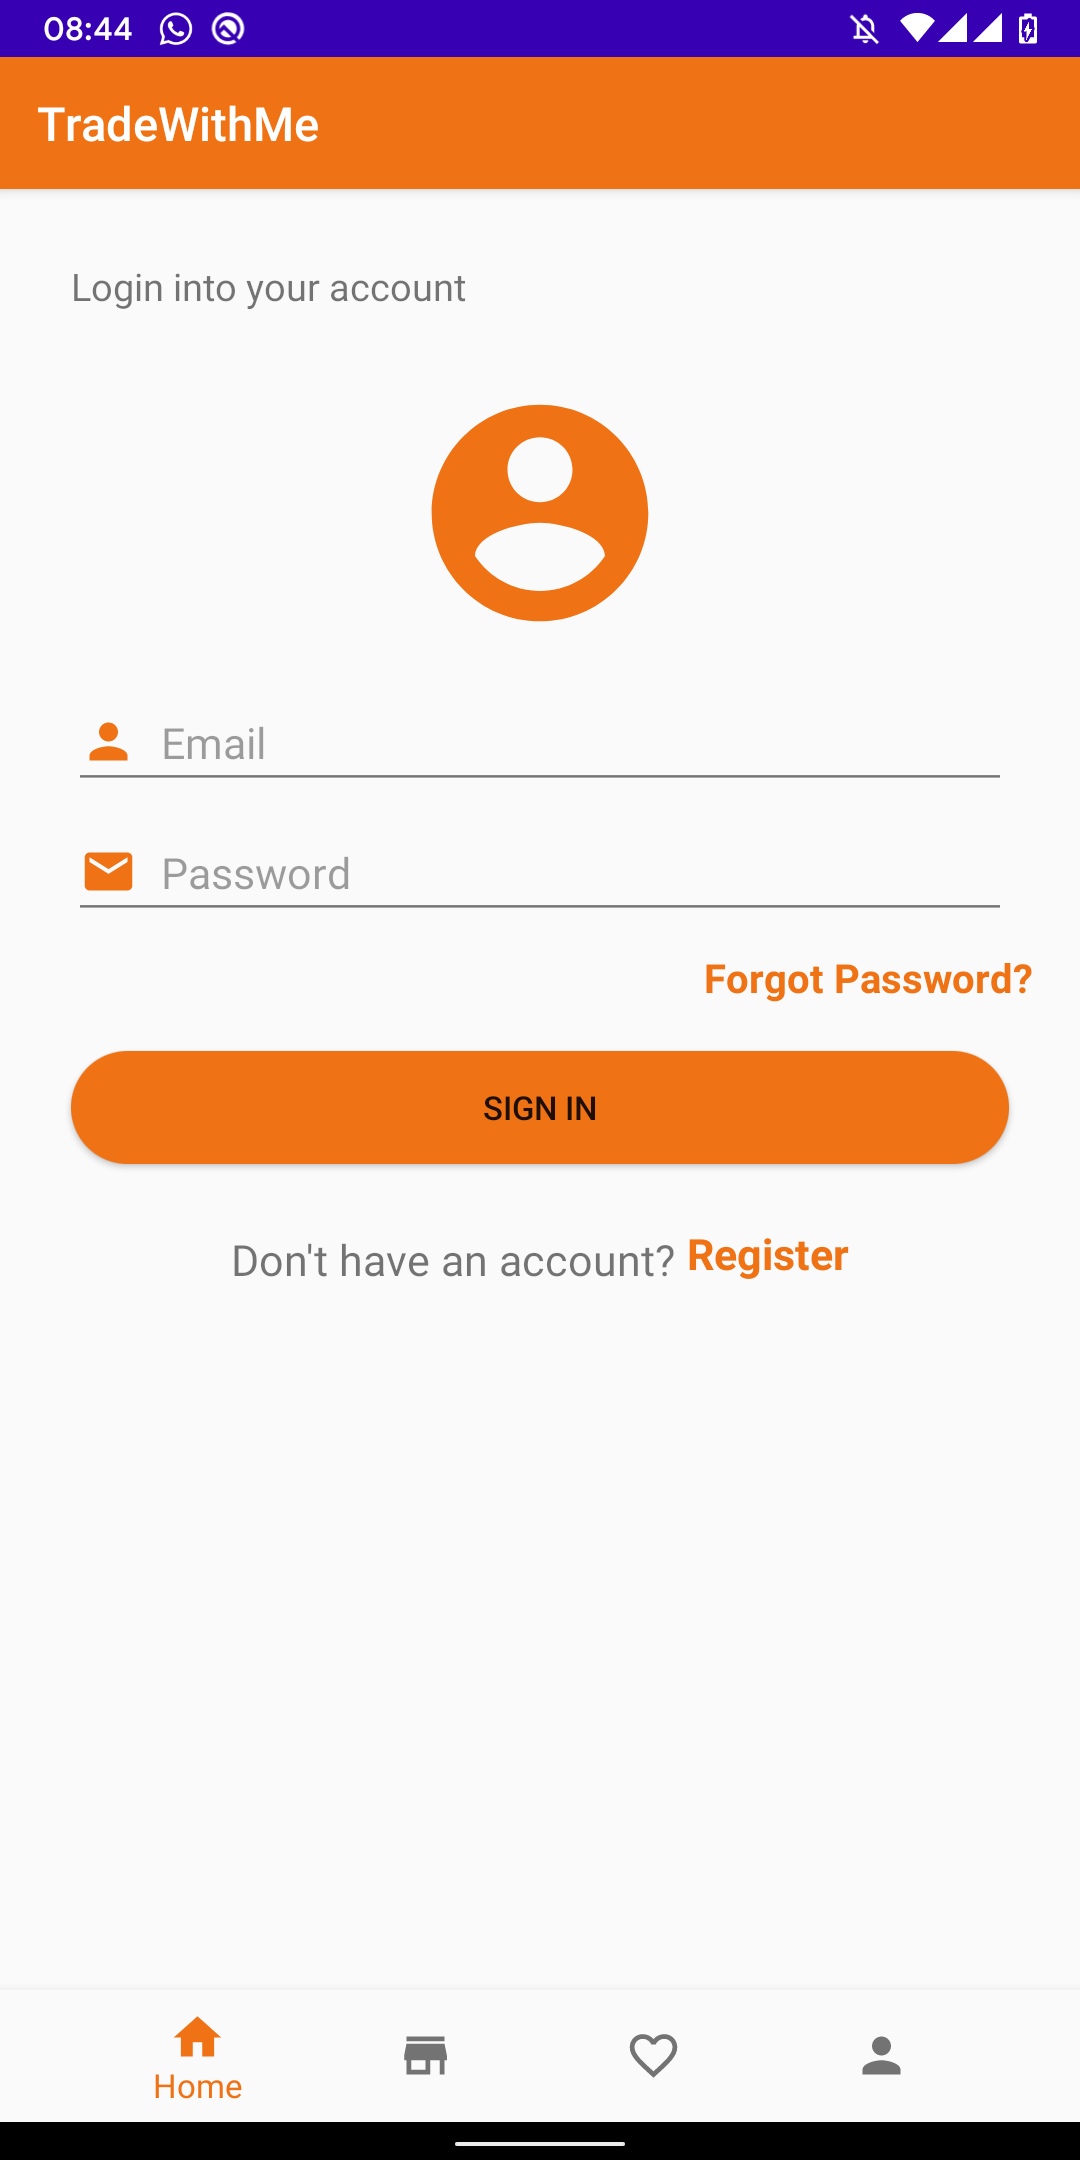 08:44
TradeWithMe
Login into your account
Email
Password
Forgot Password?
SIGN IN
Don't have an account? Register
Home